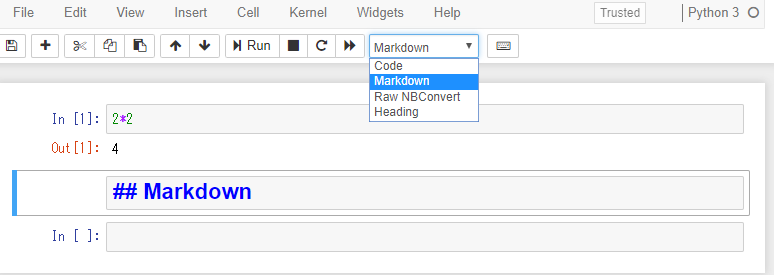 File Edit View Insert Cell Kernel Widgets Help Trusted Python 3
Run Markdown
Code
Markdown
Raw NBConvert
Heading
In [1]: 2*2
Out[1]: 4
## Markdown
In [ ]: